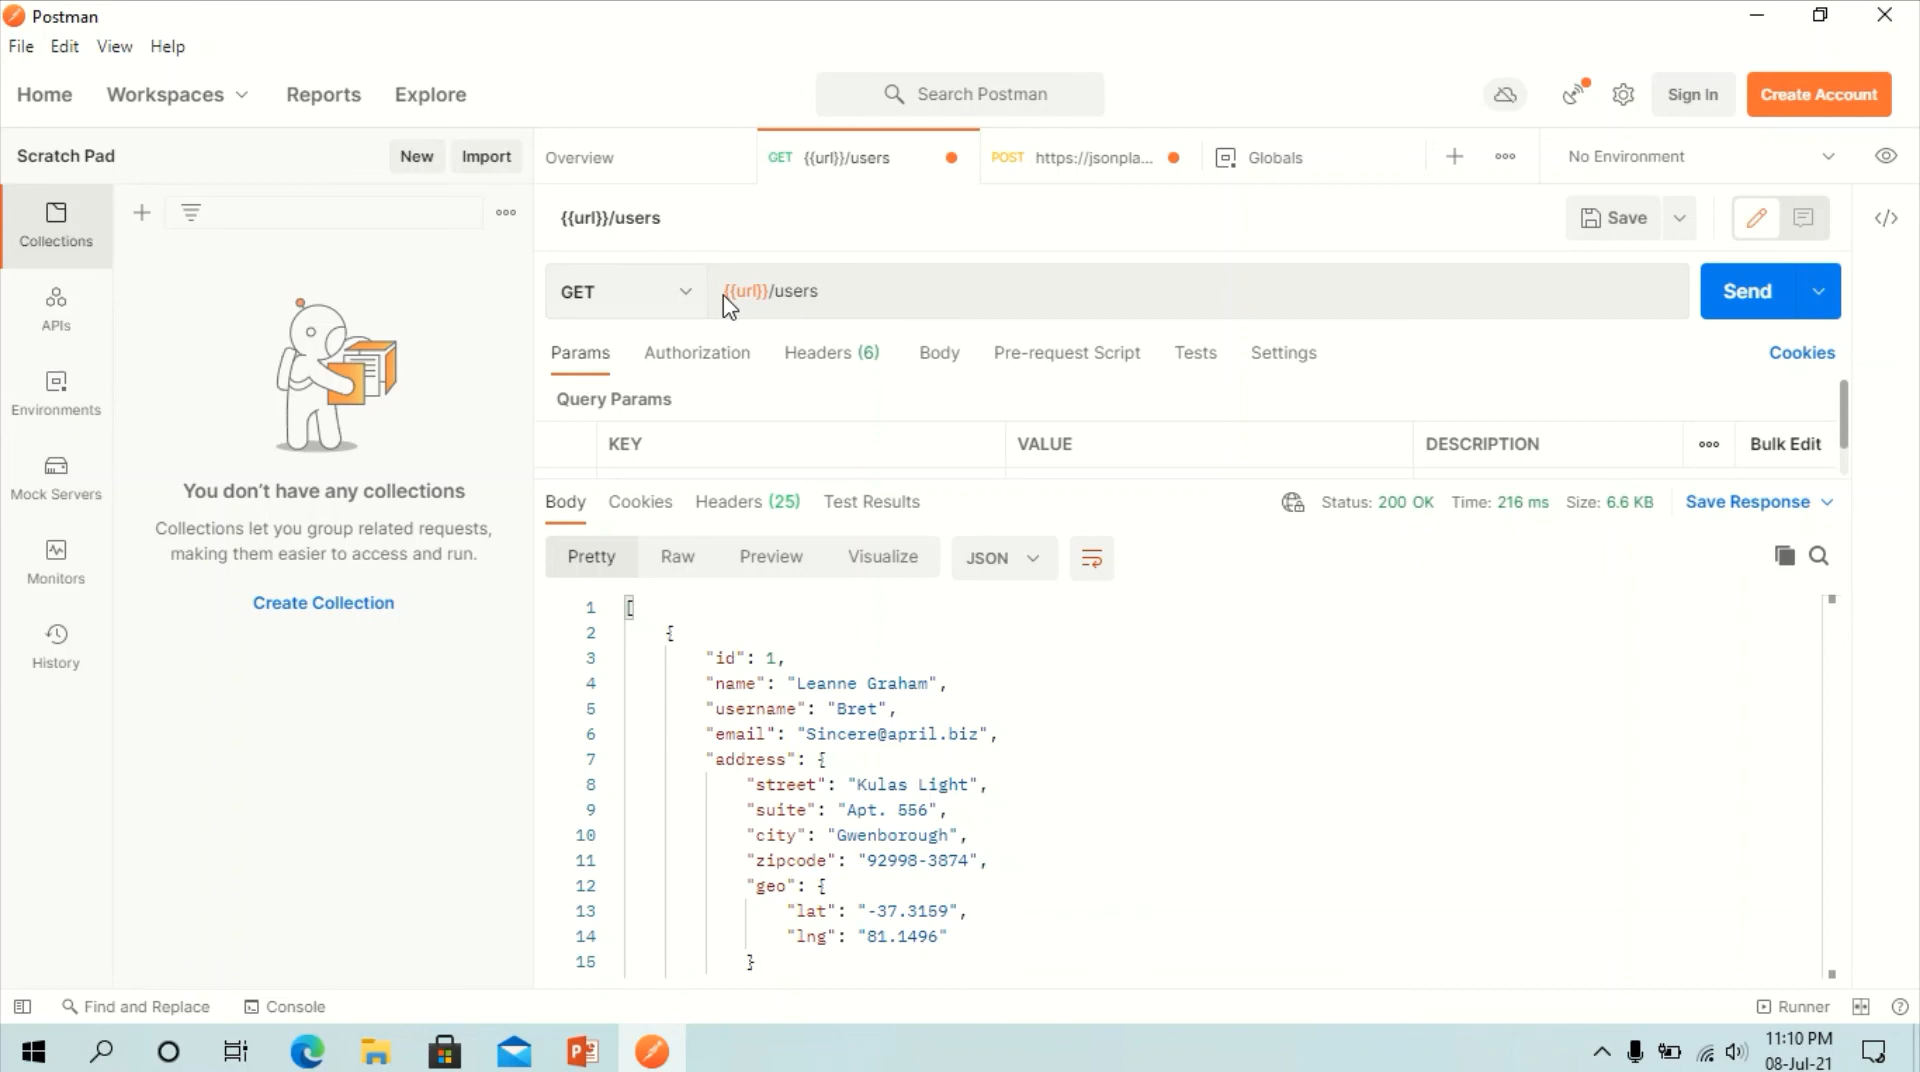 Postman
File Edit View Help
Home Workspaces Reports Explore
Search Postman
Sign In
Create Account
Scratch Pad
New
Import
Overview
GET {{url}}/users
POST https://jsonpla...
Globals
No Environment
Collections
APIs
Environments
Mock Servers
Monitors
History
You don't have any collections
Collections let you group related requests,
making them easier to access and run.
Create Collection
{{url}}/users
Save
GET
{{url}}/users
Send
Params Authorization Headers (6) Body Pre-request Script Tests Settings
Cookies
Query Params
KEY VALUE DESCRIPTION
Bulk Edit
Body Cookies Headers (25) Test Results
Status: 200 OK Time: 216 ms Size: 6.6 KB
Save Response
Pretty Raw Preview Visualize
JSON
1 [
2 {
3 "id": 1,
4 "name": "Leanne Graham",
5 "username": "Bret",
6 "email": "Sincere@april.biz",
7 "address": {
8 "street": "Kulas Light",
9 "suite": "Apt. 556",
10 "city": "Gwenborough",
11 "zipcode": "92998-3874",
12 "geo": {
13 "lat": "-37.3159",
14 "lng": "81.1496"
15 }
Find and Replace Console
Runner
11:10 PM
08-Jul-21